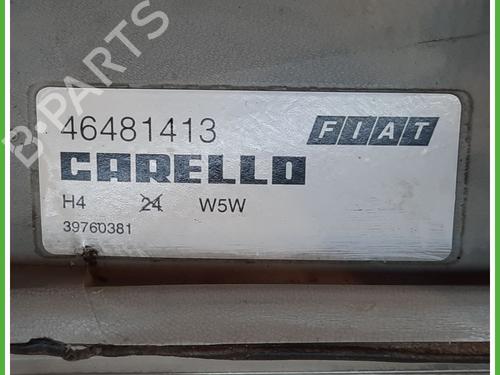 B-PARTS
46481413 FIAT
CARELLO
H4 24 W5W
39760381